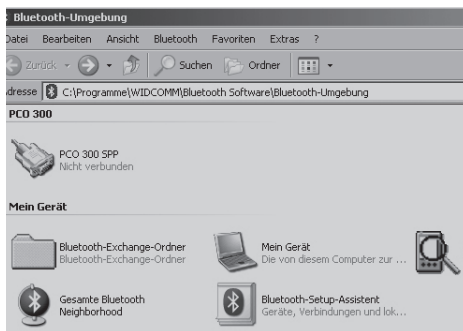 Bluetooth-Umgebung
Datei Bearbeiten Ansicht Bluetooth Favoriten Extras ?
Zurück Suchen Ordner
Adresse C:\Programme\WIDCOMM\Bluetooth Software\Bluetooth-Umgebung
PCO 300
PCO 300 SPP
Nicht verbunden
Mein Gerät
Bluetooth-Exchange-Ordner
Bluetooth-Exchange-Ordner
Mein Gerät
Die von diesem Computer zur ...
Gesamte Bluetooth
Neighborhood
Bluetooth-Setup-Assistent
Geräte, Verbindungen und lok...